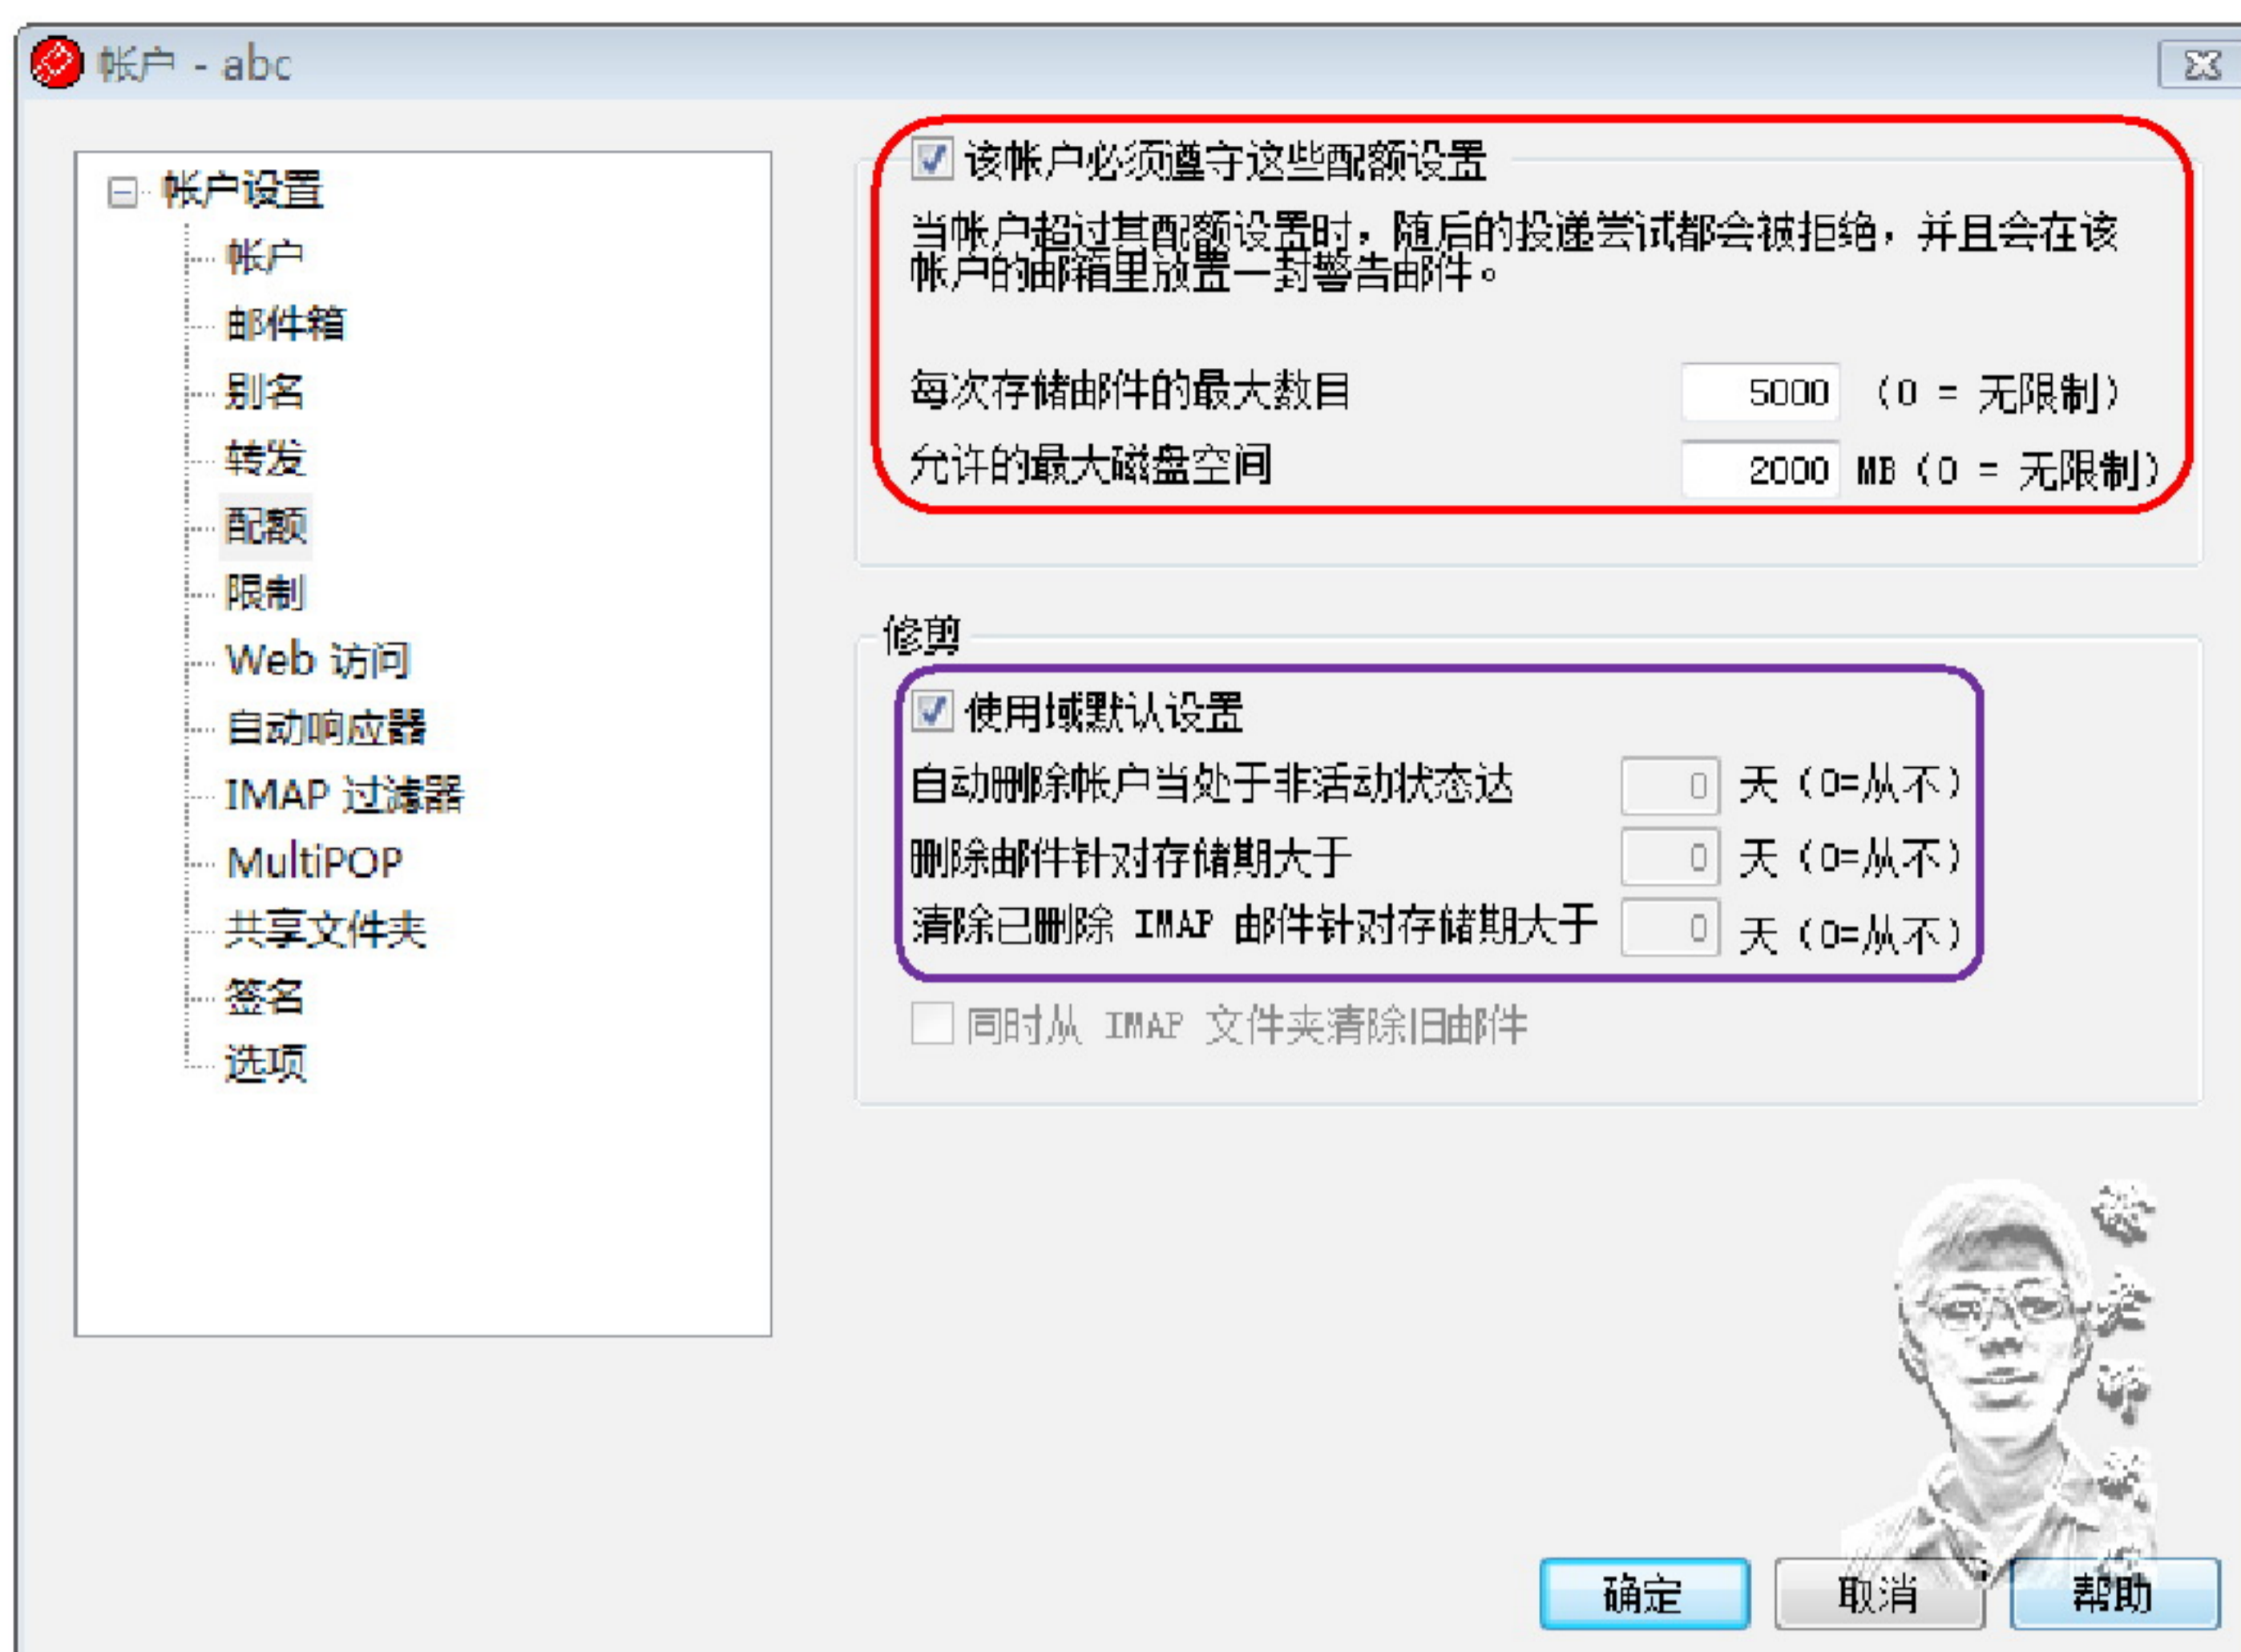 帐户 - abc
帐户设置
帐户
邮件箱
别名
转发
配额
限制
Web 访问
自动响应器
IMAP 过滤器
MultiPOP
共享文件夹
签名
选项
该帐户必须遵守这些配额设置
当帐户超过其配额设置时，随后的投递尝试都会被拒绝，并且会在该
帐户的邮箱里放置一封警告邮件。
每次存储邮件的最大数目 5000 (0 = 无限制)
允许的最大磁盘空间 2000 MB (0 = 无限制)
修剪
使用域默认设置
自动删除帐户当处于非活动状态达 0 天 (0=从不)
删除邮件针对存储期大于 0 天 (0=从不)
清除已删除 IMAP 邮件针对存储期大于 0 天 (0=从不)
同时从 IMAP 文件夹清除旧邮件
确定 取消 帮助